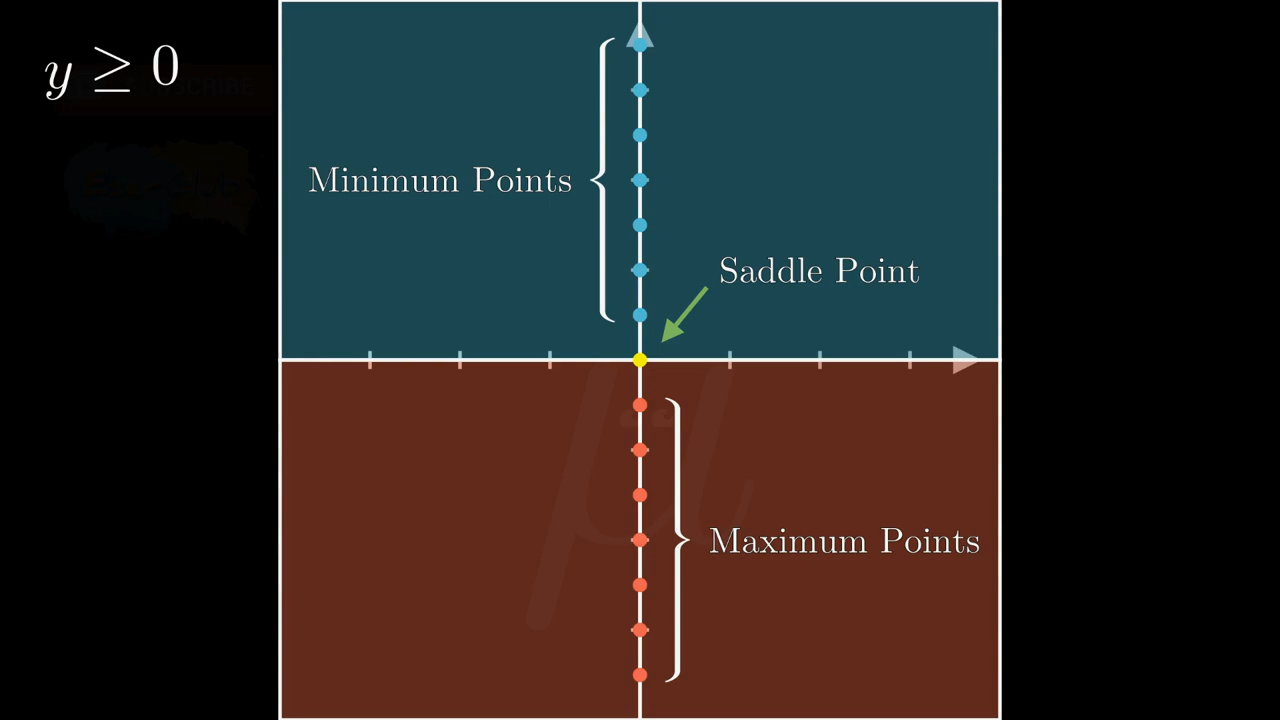 y ≥ 0
Minimum Points
Saddle Point
Maximum Points